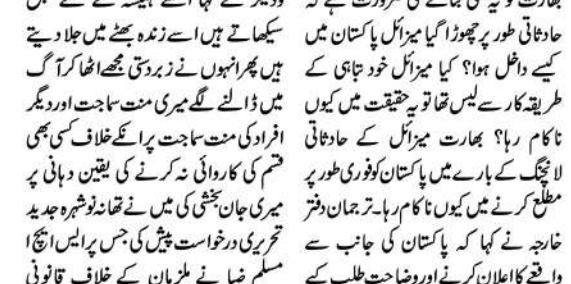 بھارت کو یہ بھی بتانے کی ضرورت ہے کہ
حادثاتی طور پر چھوڑا گیا میزائل پاکستان میں
کیسے داخل ہوا؟ کیا میزائل خود تباہی کے
طریقہ کار سے لیس تھا تو یہ حقیقت میں کیوں
ناکام رہا؟ بھارت میزائل کے حادثاتی
لانچنگ کے بارے میں پاکستان کو فوری طور پر
مطلع کرنے میں کیوں ناکام رہا۔ ترجمان دفتر
خارجہ نے کہا کہ پاکستان کی جانب سے
واقعے کا اعلان کرنے اور وضاحت طلب کیے
سیکھاتے ہیں اسے زندہ بھٹے میں جلا دیتے
ہیں پھر انہوں نے زبردستی مجھے اٹھا کر آگ
میں ڈالنے لگے میری منت سماجت اور دیگر
افراد کی منت سماجت پر انکے خلاف کسی بھی
قسم کی کاروائی نہ کرنے کی یقین دہانی پر
میری جان بخشی کی میں نے تھانہ نوشہرہ جدید
تحریری درخواست پیش کی جس پر ایس ایچ ا
مسلم ضیا نے ملزمان کے خلاف قانونی